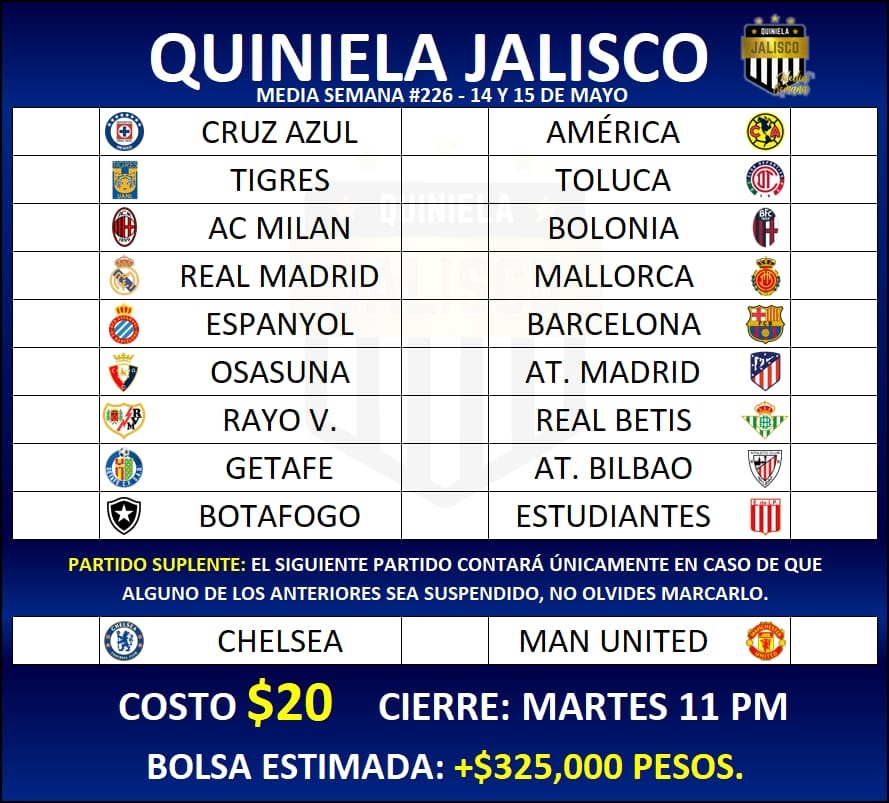 QUINIELA JALISCO
QUINIELA
JALISCO
Media
Semana
MEDIA SEMANA #226 - 14 Y 15 DE MAYO
CRUZ AZUL AMÉRICA
TIGRES TOLUCA
AC MILAN BOLONIA
QUINIELA
REAL MADRID MALLORCA
JALISCO
ESPANYOL BARCELONA
OSASUNA AT. MADRID
RAYO V. REAL BETIS
GETAFE AT. BILBAO
BOTAFOGO ESTUDIANTES
PARTIDO SUPLENTE: EL SIGUIENTE PARTIDO CONTARÁ ÚNICAMENTE EN CASO DE QUE
ALGUNO DE LOS ANTERIORES SEA SUSPENDIDO, NO OLVIDES MARCARLO.
CHELSEA MAN UNITED
COSTO $20 CIERRE: MARTES 11 PM
BOLSA ESTIMADA: +$325,000 PESOS.